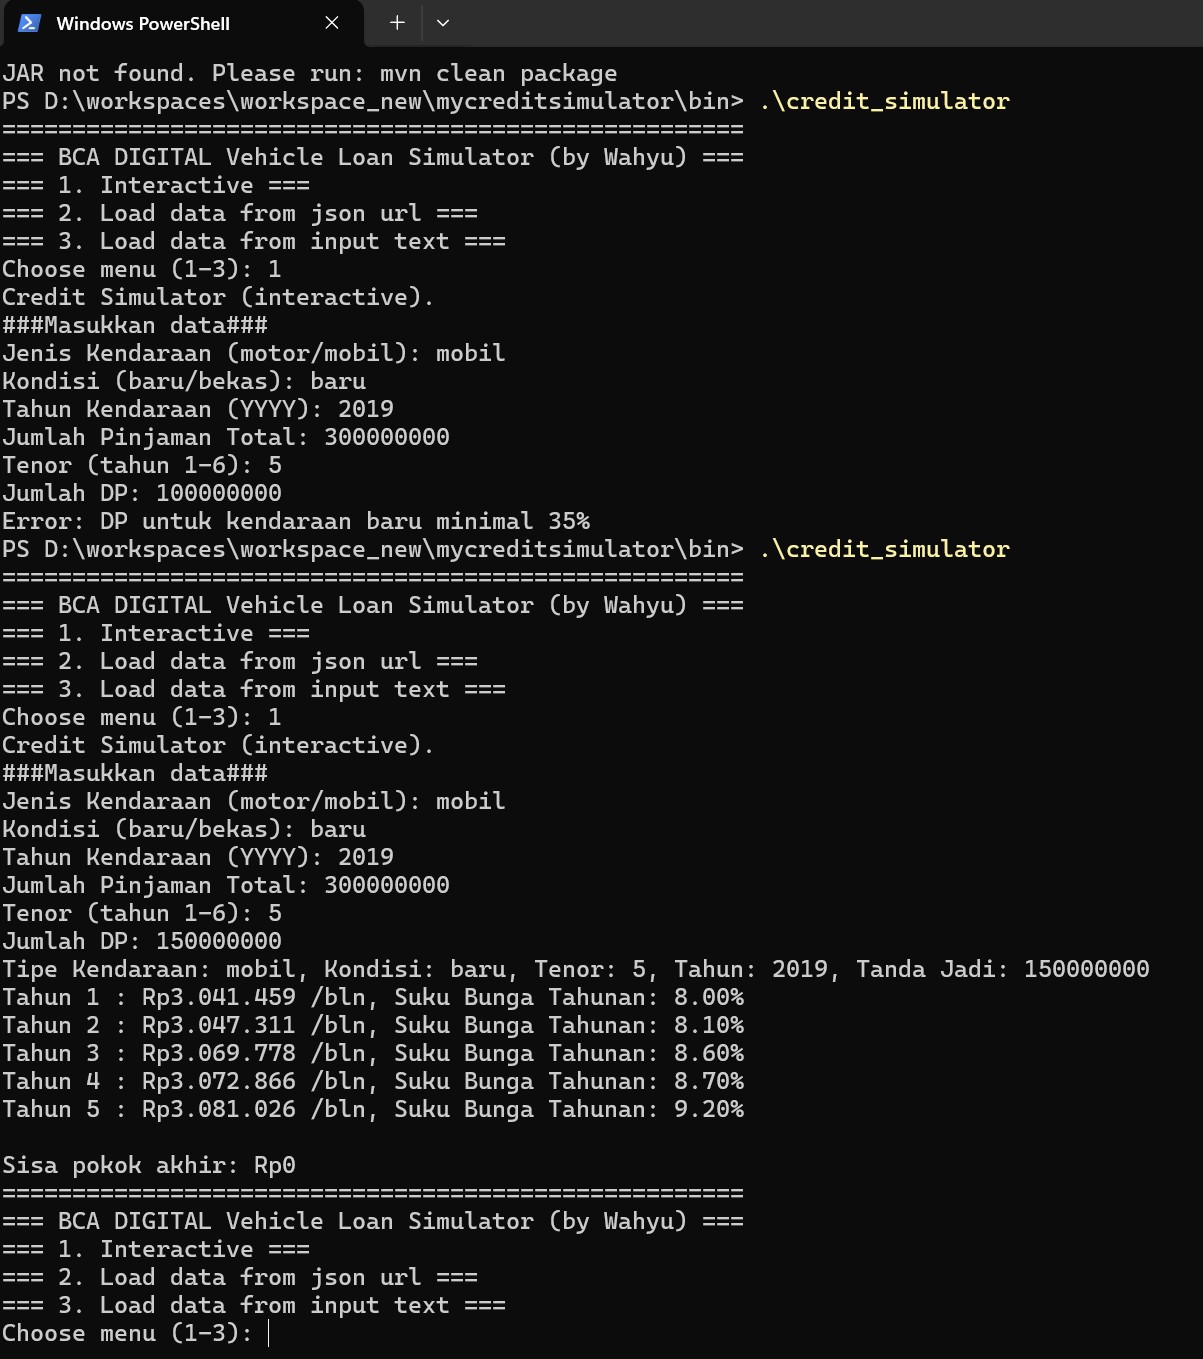 Windows PowerShell
JAR not found. Please run: mvn clean package
PS D:\workspaces\workspace_new\mycreditsimulator\bin> .\credit_simulator
=====================================================
=== BCA DIGITAL Vehicle Loan Simulator (by Wahyu) ===
=== 1. Interactive ===
=== 2. Load data from json url ===
=== 3. Load data from input text ===
Choose menu (1-3): 1
Credit Simulator (interactive).
###Masukkan data###
Jenis Kendaraan (motor/mobil): mobil
Kondisi (baru/bekas): baru
Tahun Kendaraan (YYYY): 2019
Jumlah Pinjaman Total: 300000000
Tenor (tahun 1-6): 5
Jumlah DP: 100000000
Error: DP untuk kendaraan baru minimal 35%
PS D:\workspaces\workspace_new\mycreditsimulator\bin> .\credit_simulator
=====================================================
=== BCA DIGITAL Vehicle Loan Simulator (by Wahyu) ===
=== 1. Interactive ===
=== 2. Load data from json url ===
=== 3. Load data from input text ===
Choose menu (1-3): 1
Credit Simulator (interactive).
###Masukkan data###
Jenis Kendaraan (motor/mobil): mobil
Kondisi (baru/bekas): baru
Tahun Kendaraan (YYYY): 2019
Jumlah Pinjaman Total: 300000000
Tenor (tahun 1-6): 5
Jumlah DP: 150000000
Tipe Kendaraan: mobil, Kondisi: baru, Tenor: 5, Tahun: 2019, Tanda Jadi: 150000000
Tahun 1 : Rp3.041.459 /bln, Suku Bunga Tahunan: 8.00%
Tahun 2 : Rp3.047.311 /bln, Suku Bunga Tahunan: 8.10%
Tahun 3 : Rp3.069.778 /bln, Suku Bunga Tahunan: 8.60%
Tahun 4 : Rp3.072.866 /bln, Suku Bunga Tahunan: 8.70%
Tahun 5 : Rp3.081.026 /bln, Suku Bunga Tahunan: 9.20%
Sisa pokok akhir: Rp0
=====================================================
=== BCA DIGITAL Vehicle Loan Simulator (by Wahyu) ===
=== 1. Interactive ===
=== 2. Load data from json url ===
=== 3. Load data from input text ===
Choose menu (1-3):